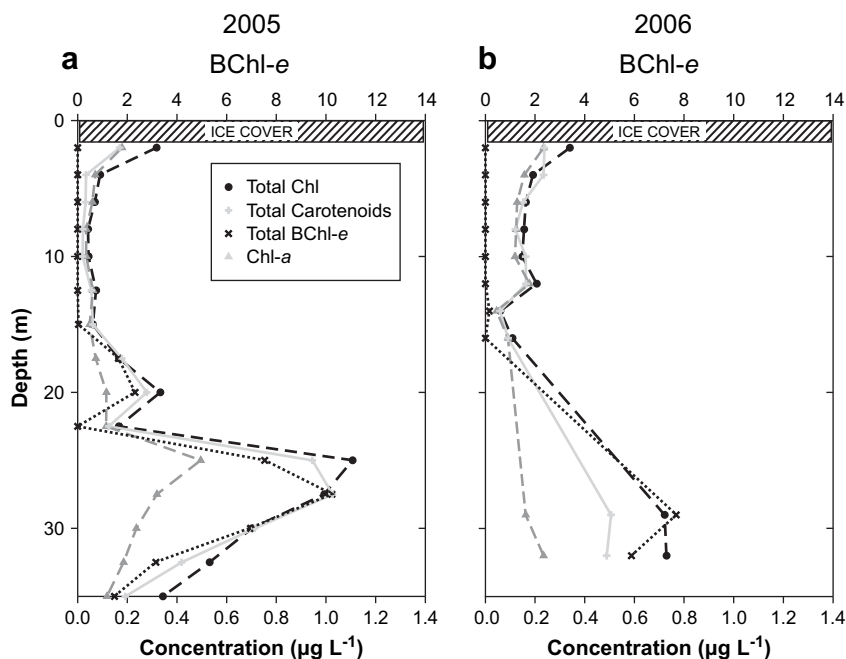 2005
2006
a
BChl-e
b
BChl-e
0 2 4 6 8 10 12 14
0 2 4 6 8 10 12 14
0
10
20
30
Depth (m)
ICE COVER
ICE COVER
Total Chl
Total Carotenoids
Total BChl-e
Chl-a
0.0 0.2 0.4 0.6 0.8 1.0 1.2 1.4
0.0 0.2 0.4 0.6 0.8 1.0 1.2 1.4
Concentration (µg L⁻¹)
Concentration (µg L⁻¹)